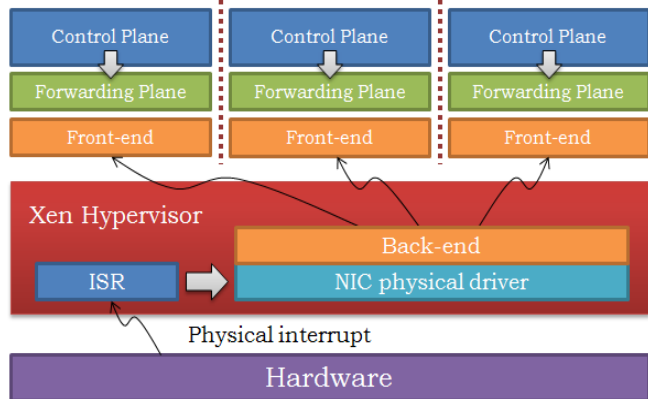 Control Plane Control Plane Control Plane
Forwarding Plane Forwarding Plane Forwarding Plane
Front-end Front-end Front-end
Xen Hypervisor
Back-end
ISR NIC physical driver
Physical interrupt
Hardware